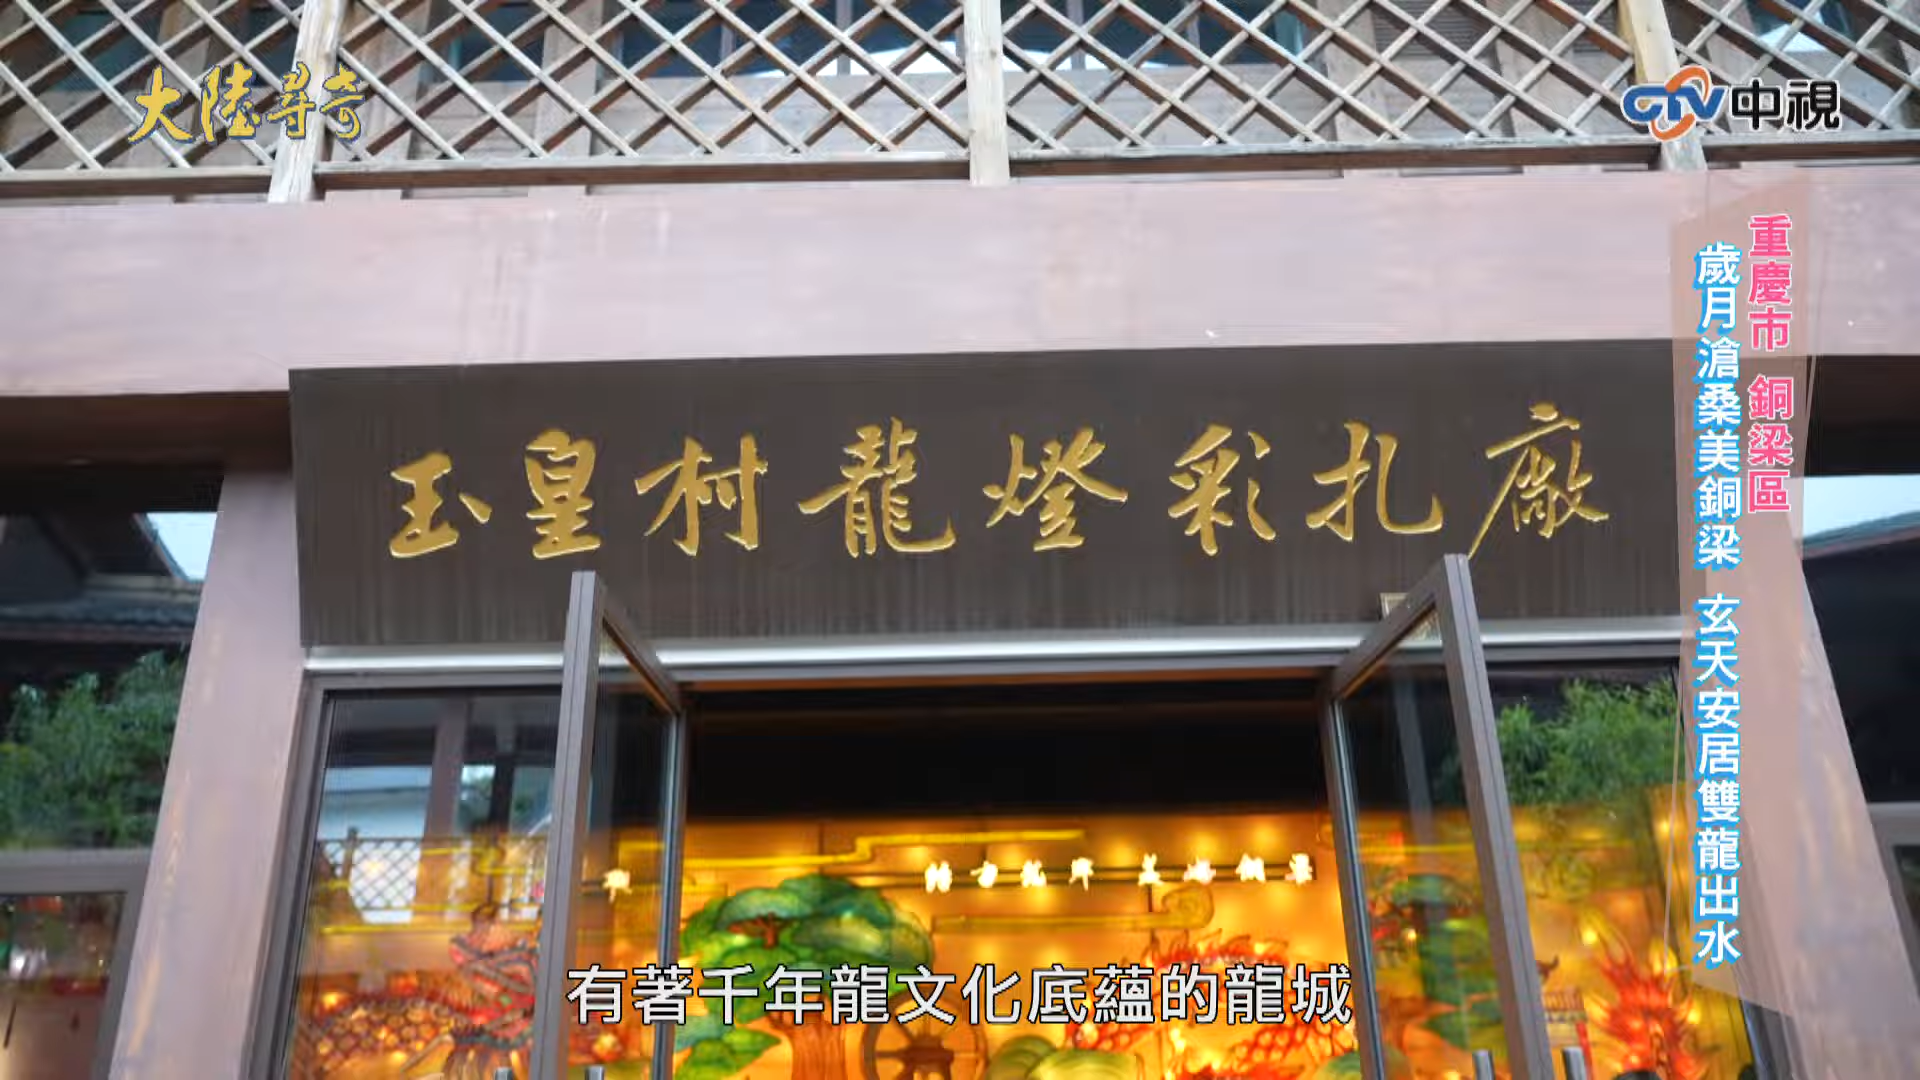 大陸尋奇
CTV中視
重慶市 銅梁區
歲月滄桑美銅梁 玄天安居雙龍出水
玉皇村龍燈彩扎廠
有著千年龍文化底蘊的龍城